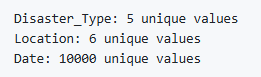 Disaster_Type: 5 unique values
Location: 6 unique values
Date: 10000 unique values